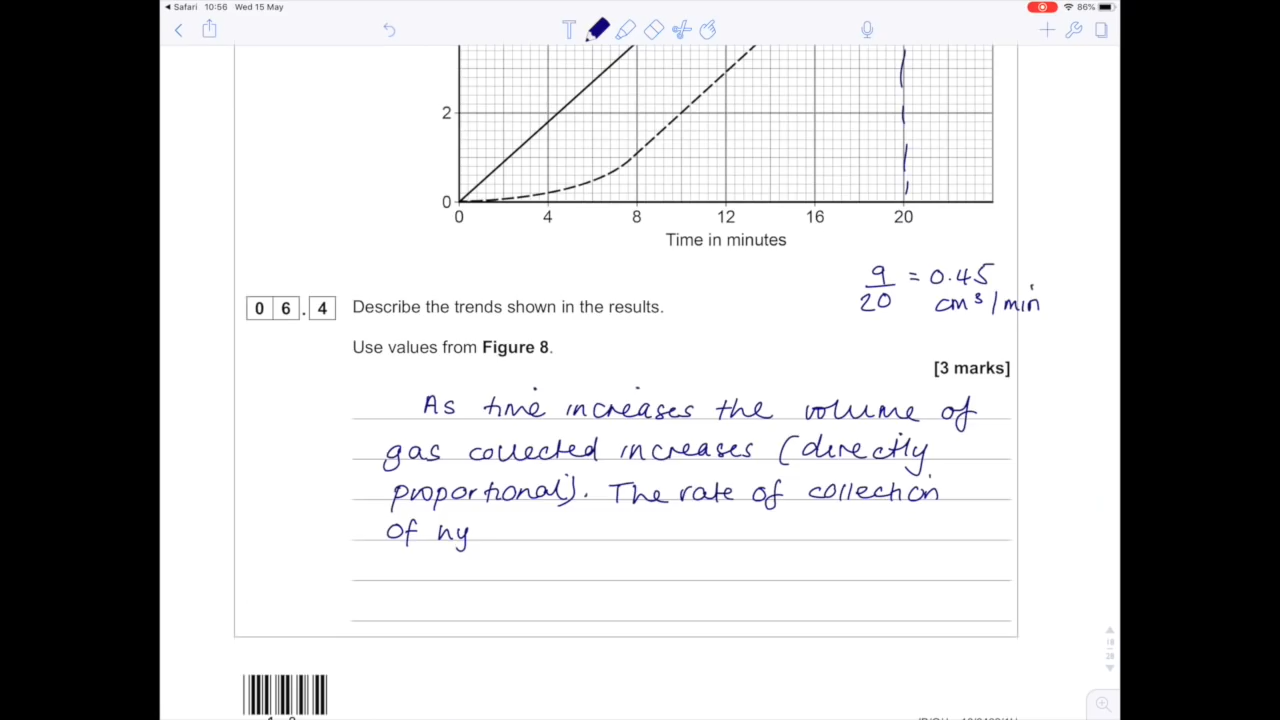 Safari 10:56 Wed 15 May
86%
T
2
0
0 4 8 12 16 20
Time in minutes
9/20 = 0.45
cm³/min
0 6 . 4 Describe the trends shown in the results.
Use values from Figure 8.
[3 marks]
As time increases the volume of
gas collected increases (directly
proportional). The rate of collection
of hy
18
28